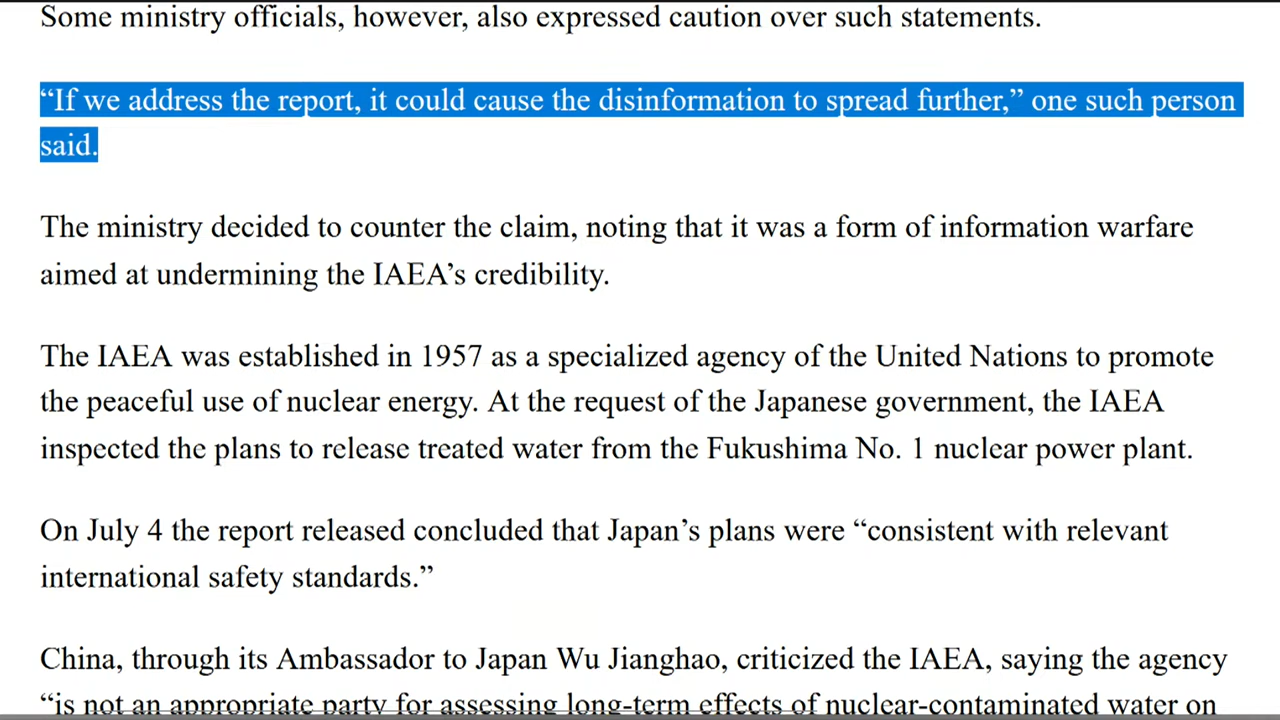 Some ministry officials, however, also expressed caution over such statements.
“If we address the report, it could cause the disinformation to spread further,” one such person
said.
The ministry decided to counter the claim, noting that it was a form of information warfare
aimed at undermining the IAEA’s credibility.
The IAEA was established in 1957 as a specialized agency of the United Nations to promote
the peaceful use of nuclear energy. At the request of the Japanese government, the IAEA
inspected the plans to release treated water from the Fukushima No. 1 nuclear power plant.
On July 4 the report released concluded that Japan’s plans were “consistent with relevant
international safety standards.”
China, through its Ambassador to Japan Wu Jianghao, criticized the IAEA, saying the agency
“is not an appropriate party for assessing long-term effects of nuclear-contaminated water on